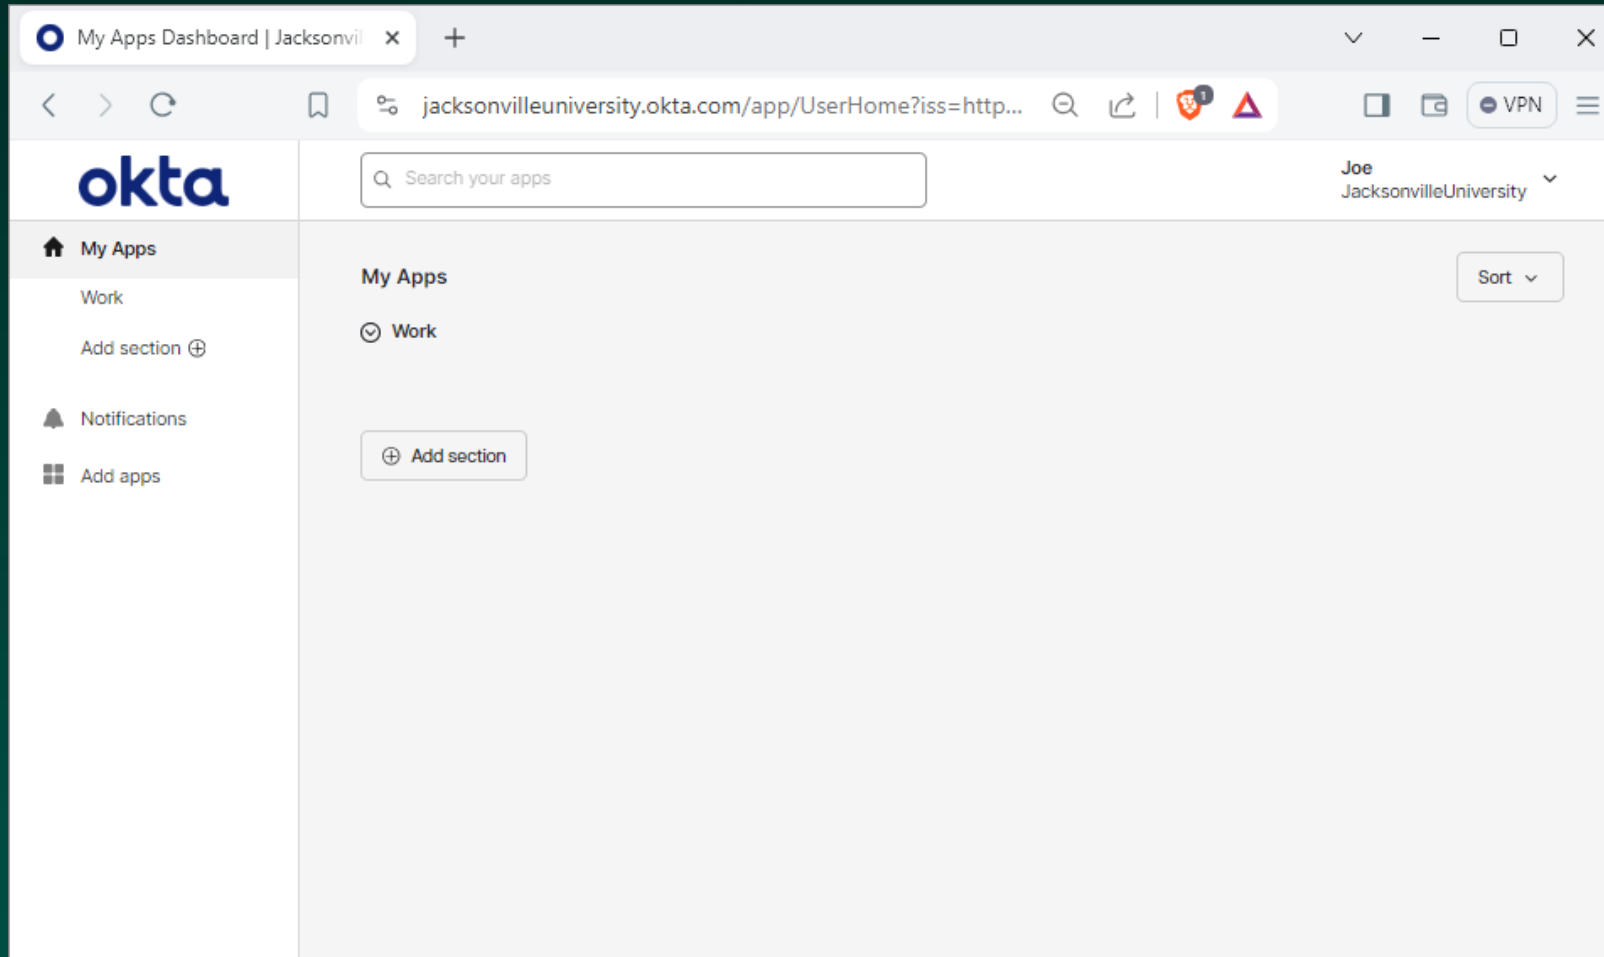 My Apps Dashboard | Jacksonvil
jacksonvilleuniversity.okta.com/app/UserHome?iss=http...
1
VPN
okta
Search your apps
Joe
JacksonvilleUniversity
My Apps
Work
Add section
Notifications
Add apps
My Apps
Sort
Work
Add section